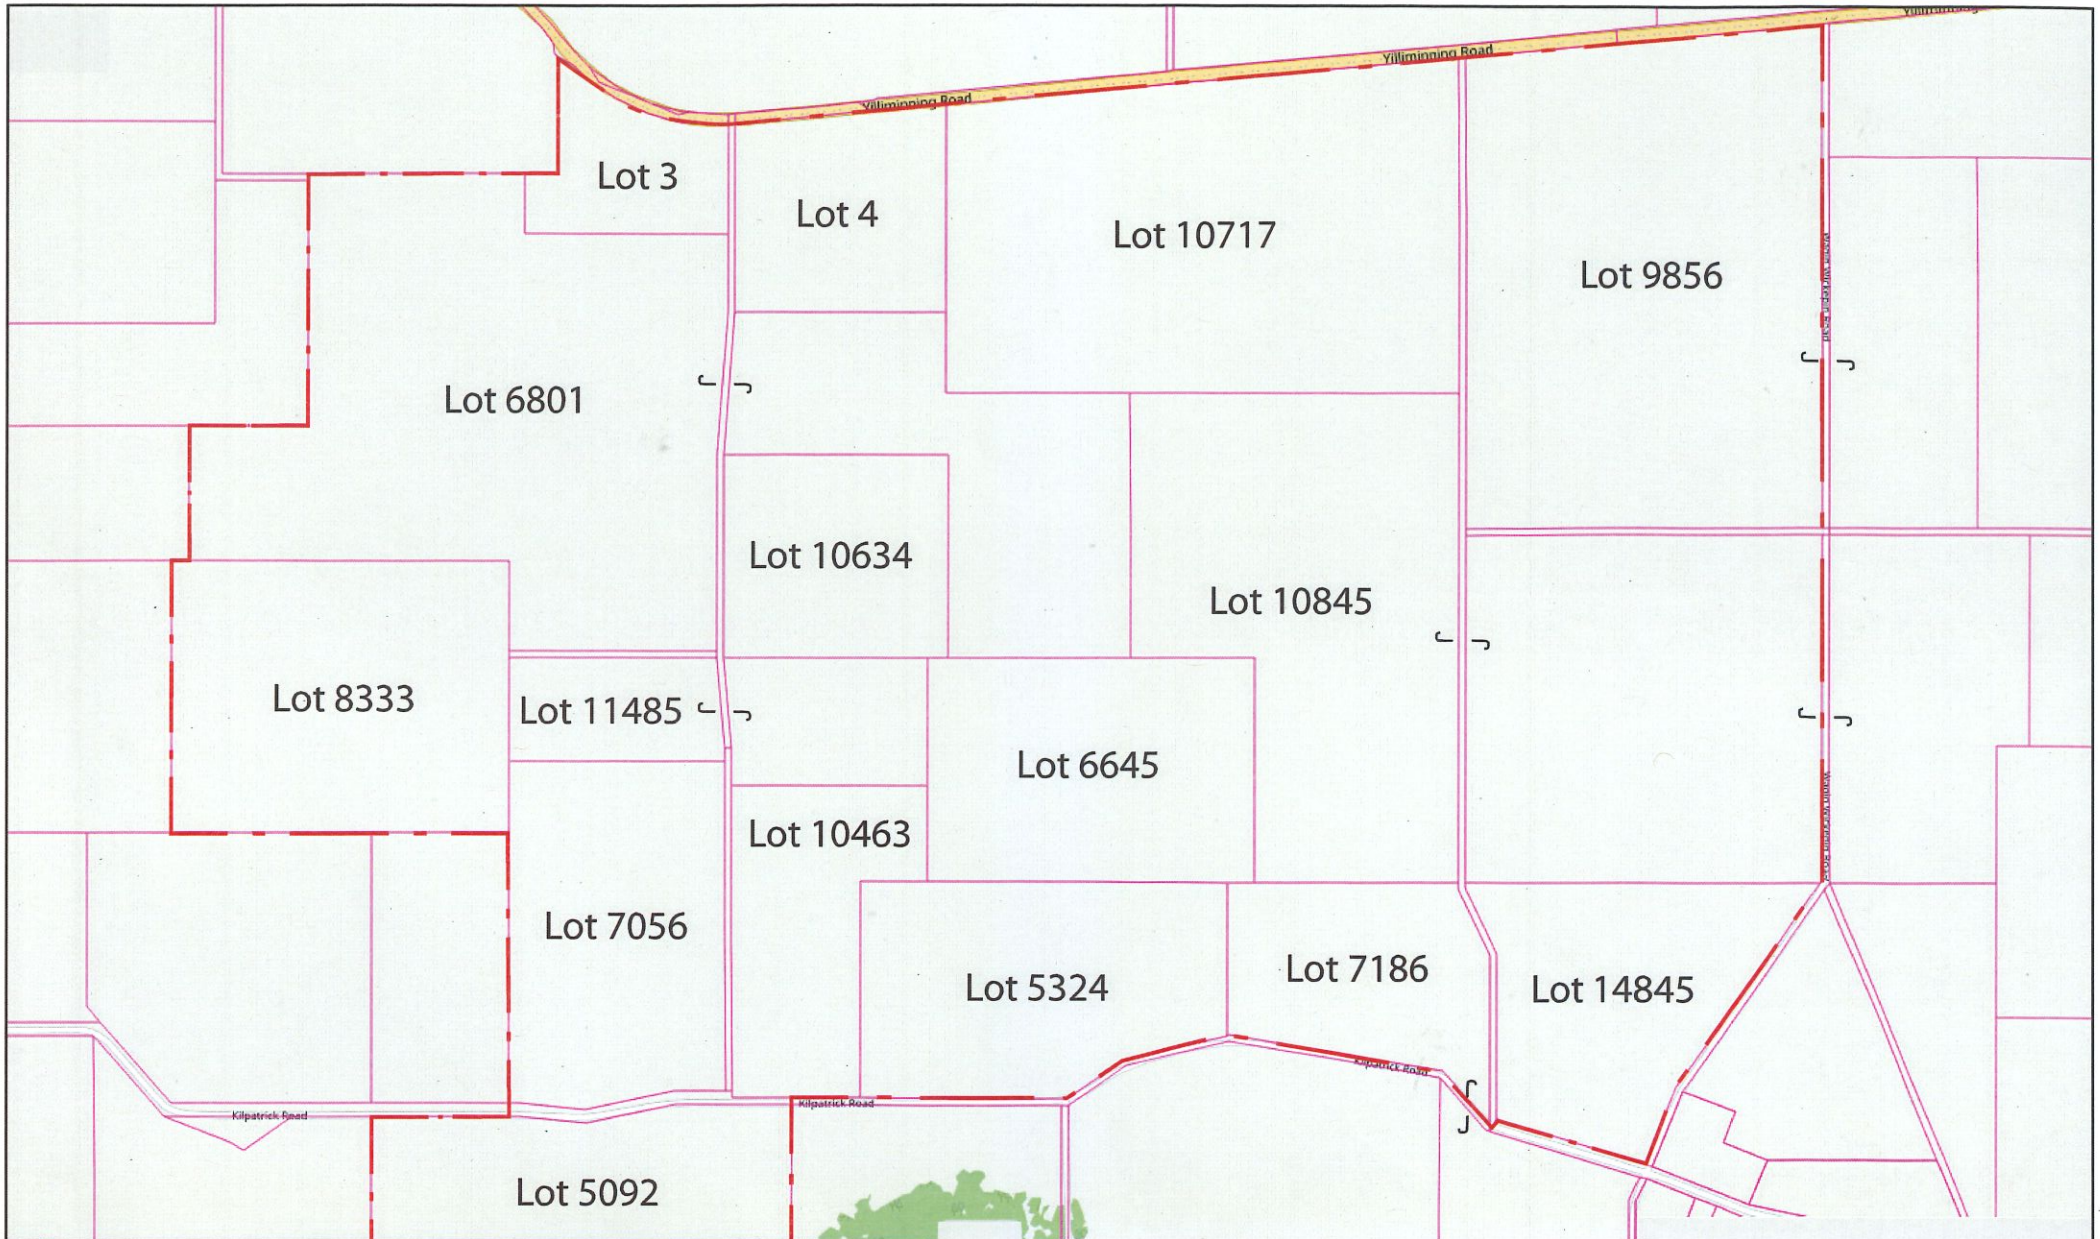 Yilliminning Road
Yilliminning Road
Lot 3
Lot 4
Lot 10717
Lot 9856
Lot 6801
Lot 10634
Lot 10845
Lot 8333
Lot 11485
Lot 6645
Lot 10463
Lot 7056
Lot 5324
Lot 7186
Lot 14845
Kilpatrick Road
Kilpatrick Road
Kilpatrick Road
Lot 5092